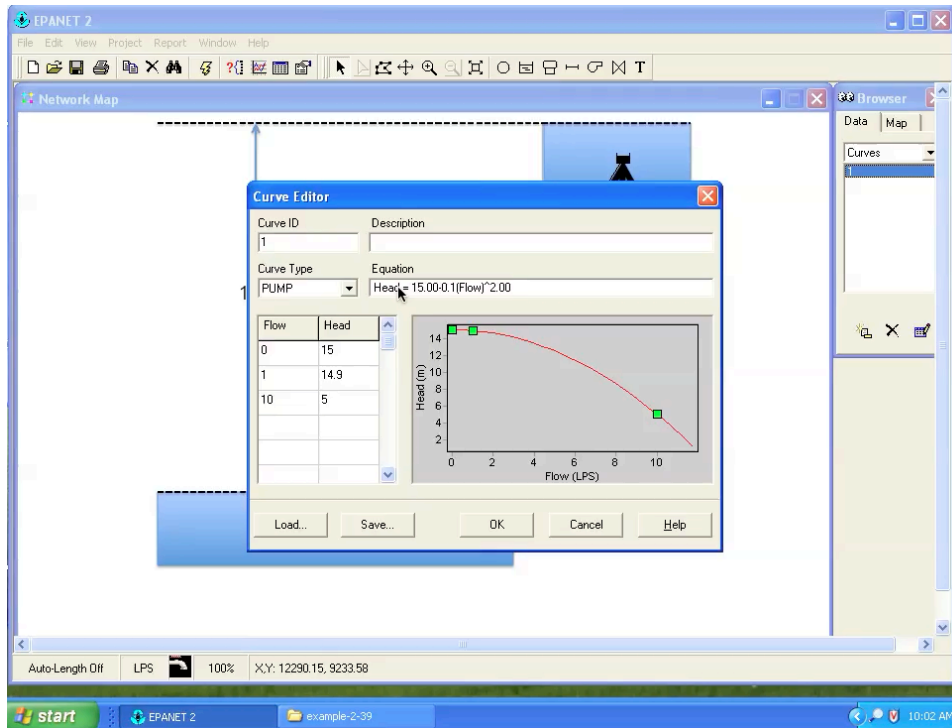 EPANET 2
File Edit View Project Report Window Help
T
Network Map
Browser
Data Map
Curves
1
Curve Editor
Curve ID Description
1
Curve Type Equation
PUMP Head = 15.00-0.1(Flow)^2.00
1
Flow Head
0 15
1 14.9
10 5
Head (m)
14
12
10
8
6
4
2
0 2 4 6 8 10
Flow (LPS)
Load... Save... OK Cancel Help
Auto-Length Off LPS 100% X,Y: 12290.15, 9233.58
start EPANET 2 example-2-39 10:02 AM